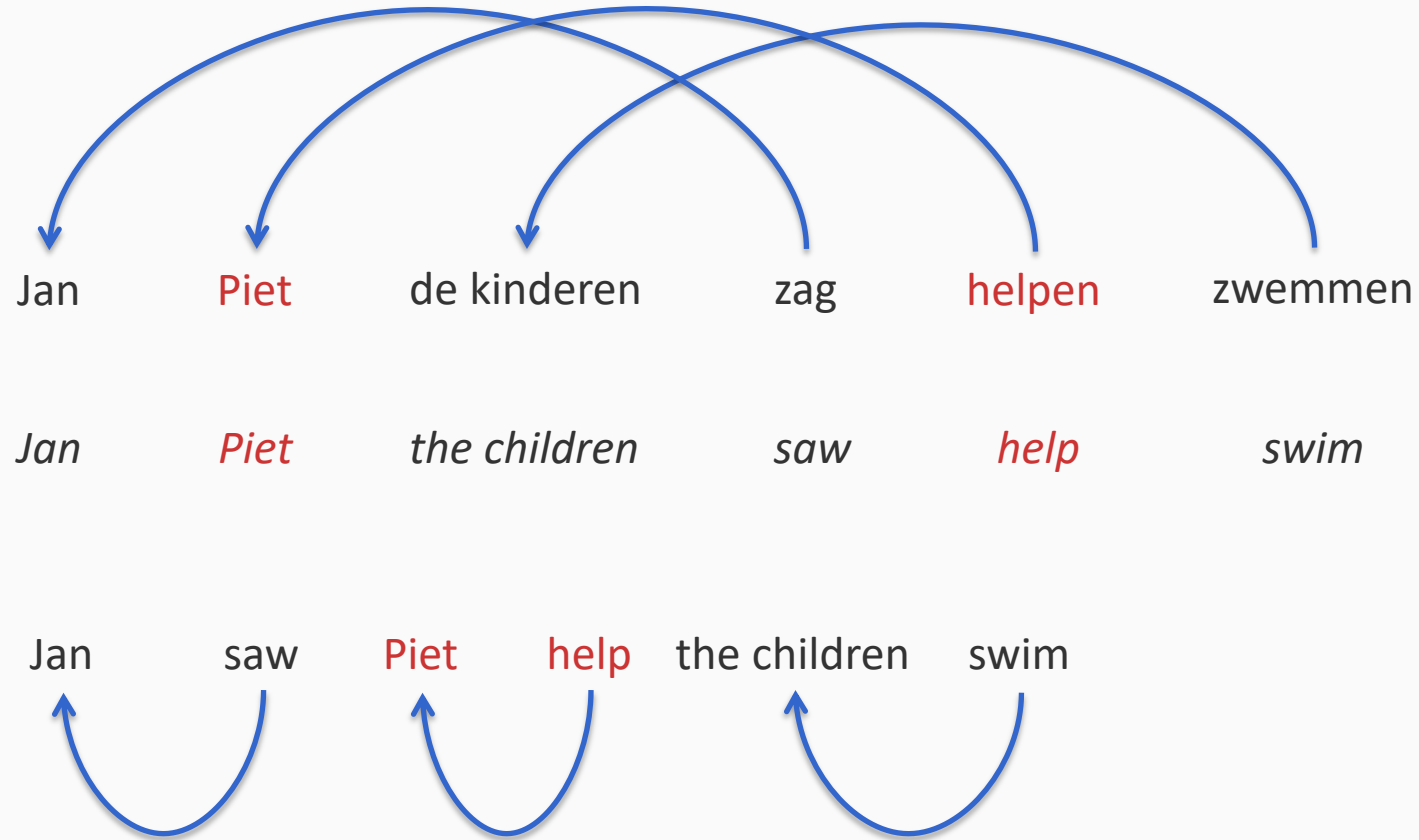 Jan Piet de kinderen zag helpen zwemmen
Jan Piet the children saw help swim
Jan saw Piet help the children swim